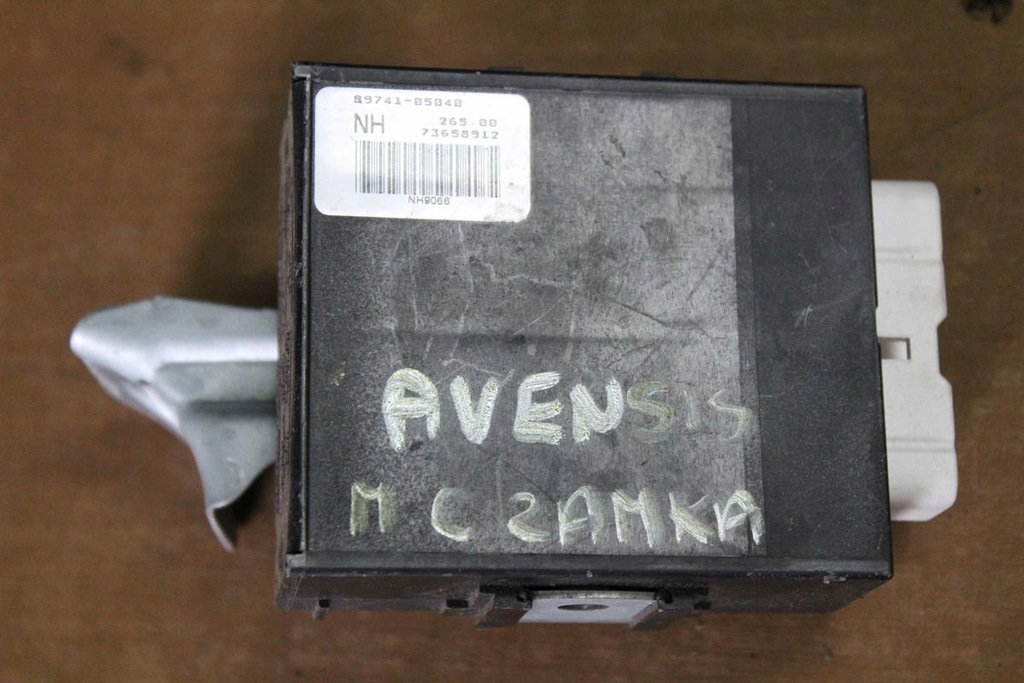 89741-05040
NH 265.00
73658912
NH9066
AVENSIS
M C ZAMKA